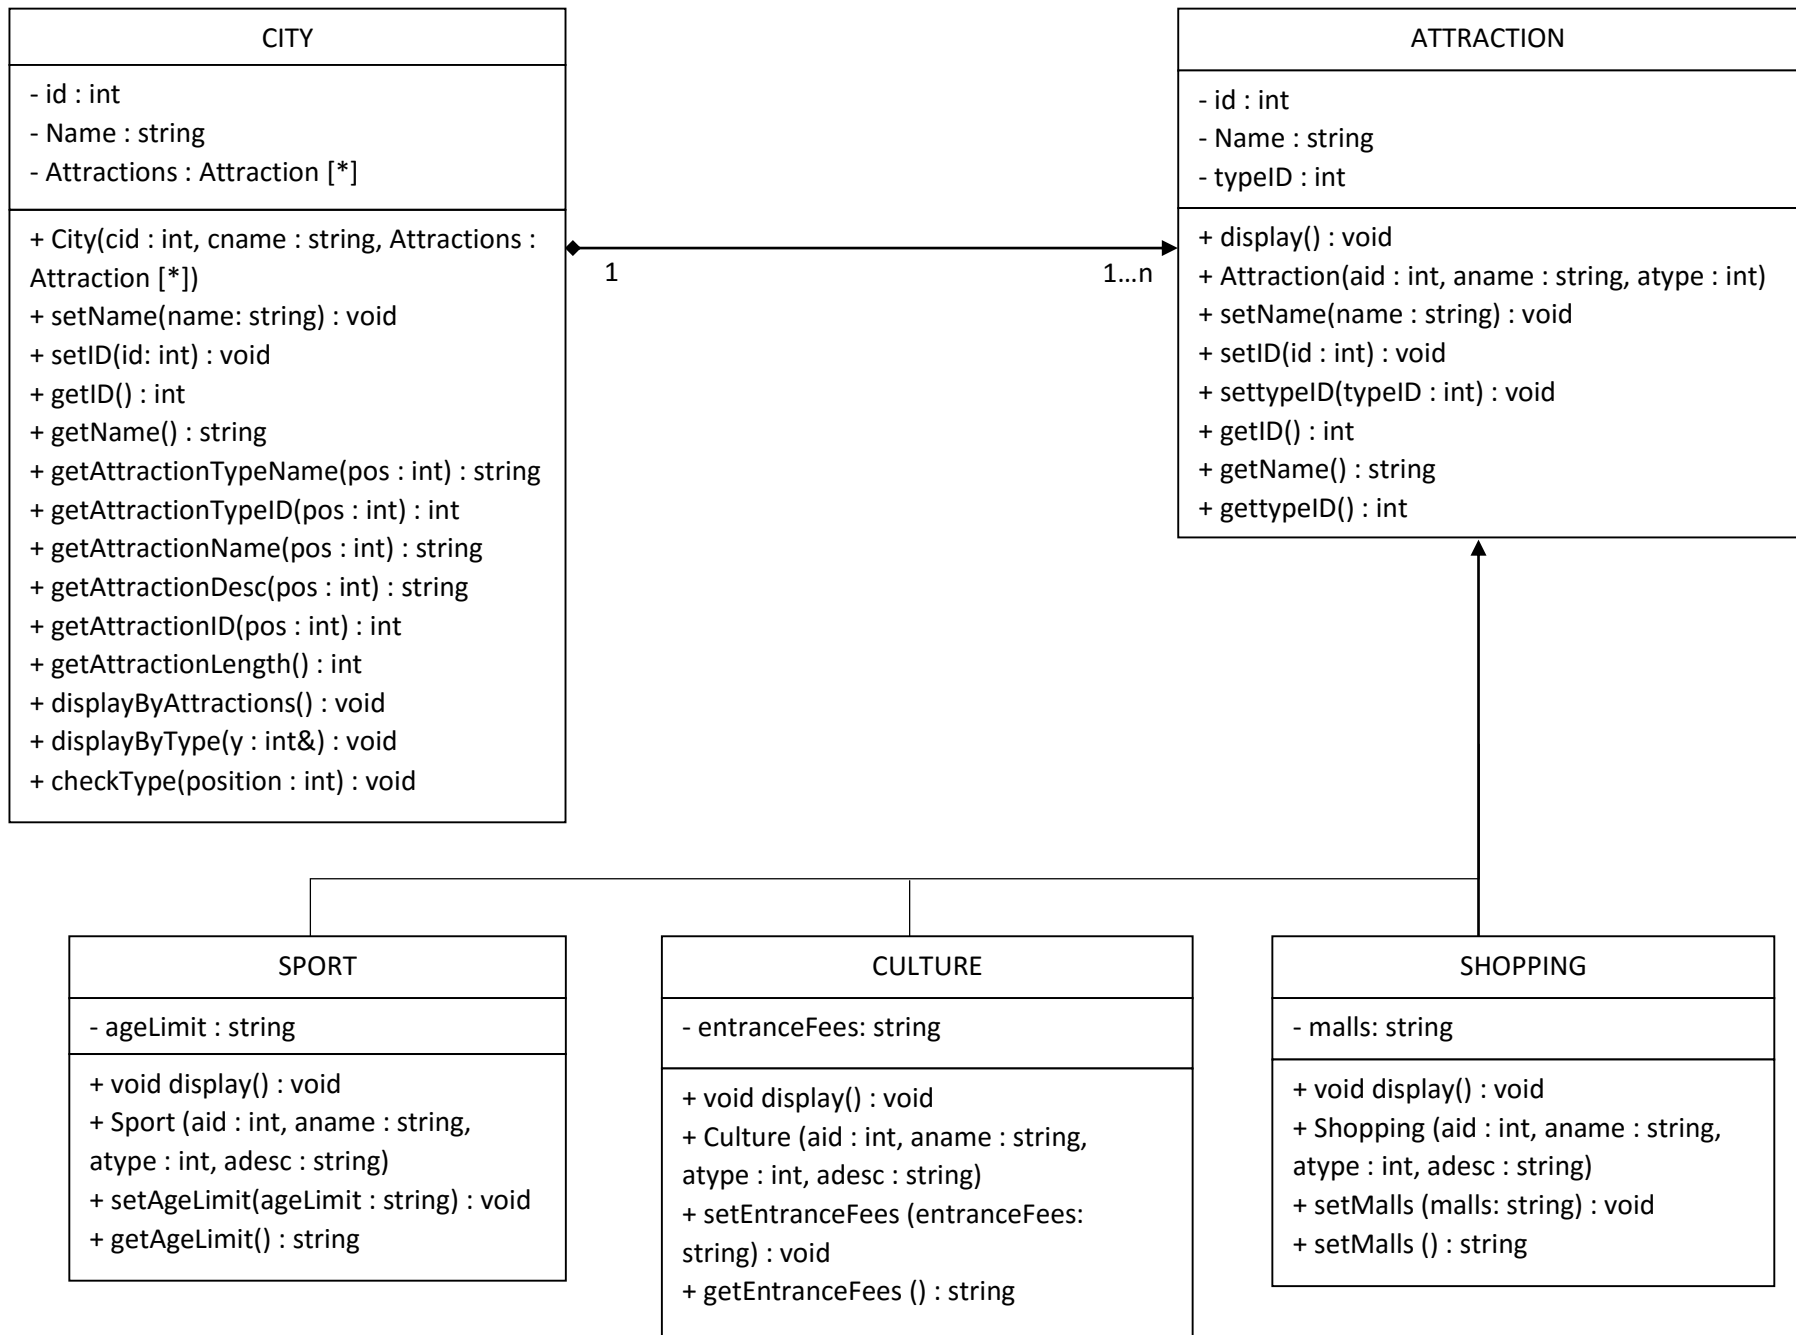 CITY
- id : int
- Name : string
- Attractions : Attraction [*]
+ City(cid : int, cname : string, Attractions :
Attraction [*])
+ setName(name: string) : void
+ setID(id: int) : void
+ getID() : int
+ getName() : string
+ getAttractionTypeName(pos : int) : string
+ getAttractionTypeID(pos : int) : int
+ getAttractionName(pos : int) : string
+ getAttractionDesc(pos : int) : string
+ getAttractionID(pos : int) : int
+ getAttractionLength() : int
+ displayByAttractions() : void
+ displayByType(y : int&) : void
+ checkType(position : int) : void
1
1...n
ATTRACTION
- id : int
- Name : string
- typeID : int
+ display() : void
+ Attraction(aid : int, aname : string, atype : int)
+ setName(name : string) : void
+ setID(id : int) : void
+ settypeID(typeID : int) : void
+ getID() : int
+ getName() : string
+ gettypeID() : int
SPORT
- ageLimit : string
+ void display() : void
+ Sport (aid : int, aname : string,
atype : int, adesc : string)
+ setAgeLimit(ageLimit : string) : void
+ getAgeLimit() : string
CULTURE
- entranceFees: string
+ void display() : void
+ Culture (aid : int, aname : string,
atype : int, adesc : string)
+ setEntranceFees (entranceFees:
string) : void
+ getEntranceFees () : string
SHOPPING
- malls: string
+ void display() : void
+ Shopping (aid : int, aname : string,
atype : int, adesc : string)
+ setMalls (malls: string) : void
+ setMalls () : string